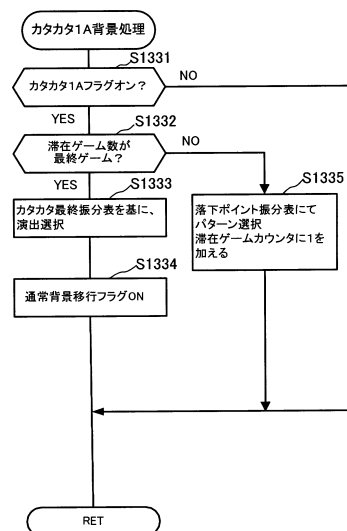 カタカタ1A背景処理
S1331
カタカタ1Aフラグオン？
NO
YES
S1332
滞在ゲーム数が
最終ゲーム？
NO
YES
S1333
カタカタ最終振分表を基に、
演出選択
S1335
落下ポイント振分表にて
パターン選択
滞在ゲームカウンタに1を
加える
S1334
通常背景移行フラグON
RET